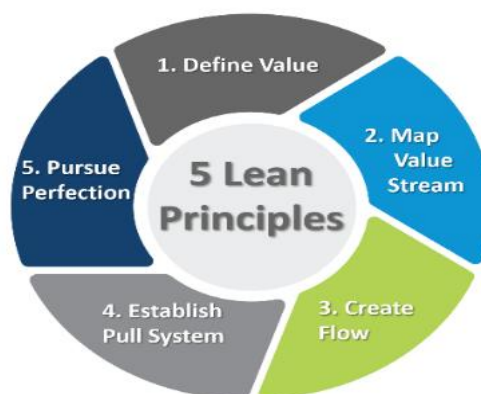 1. Define Value
2. Map
Value
Stream
3. Create
Flow
4. Establish
Pull System
5. Pursue
Perfection
5 Lean
Principles